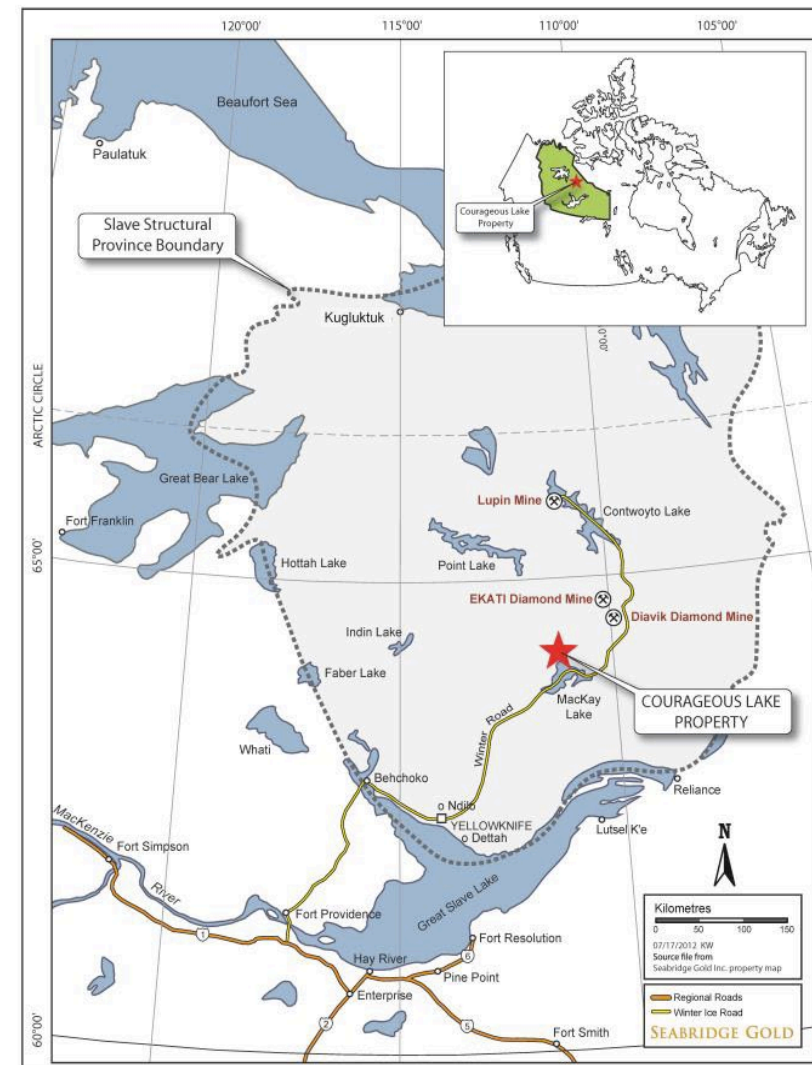 120°00'
115°00'
110°00'
105°00'
Beaufort Sea
Paulatuk
Courageous Lake
Property
Slave Structural
Province Boundary
Kugluktuk
ARCTIC CIRCLE
Great Bear Lake
Fort Franklin
65°00'
Hottah Lake
Lupin Mine
Contwoyto Lake
Point Lake
EKATI Diamond Mine
Diavik Diamond Mine
Indin Lake
Faber Lake
MacKay
Lake
COURAGEOUS LAKE
PROPERTY
Whati
Winter Road
Behchoko
Ndilo
YELLOWKNIFE
Dettah
Reliance
Lutsel K'e
MacKenzie
River
Fort Simpson
Great Slave Lake
Fort Providence
1
Fort Resolution
Hay River
6
Pine Point
Enterprise
2
5
Fort Smith
60°00'
N
Kilometres
0 50 100 150
07/17/2012 KW
Source file from
Seabridge Gold Inc. property map
Regional Roads
Winter Ice Road
SEABRIDGE GOLD